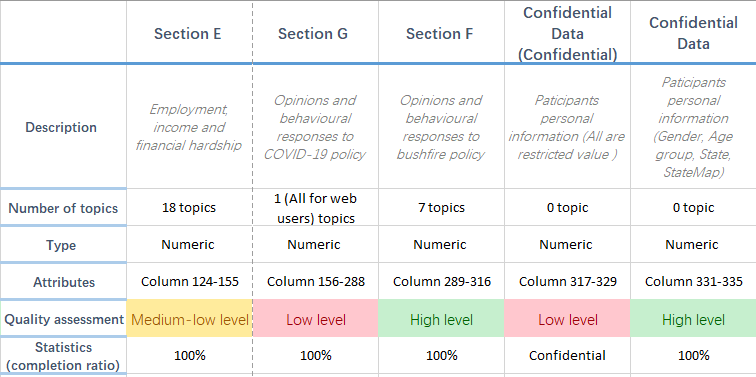 Section E
Section G
Section F
Confidential
Data
(Confidential)
Confidential
Data
Description
Employment,
income and
financial hardship
Opinions and
behavioural
responses to
COVID-19 policy
Opinions and
behavioural
responses to
bushfire policy
Paticipants
personal
information (All are
restricted value )
Paticipants
personal
information
(Gender, Age
group, State,
StateMap)
Number of topics
18 topics
1 (All for web
users) topics
7 topics
0 topic
0 topic
Type
Numeric
Numeric
Numeric
Numeric
Numeric
Attributes
Column 124-155
Column 156-288
Column 289-316
Column 317-329
Column 331-335
Quality assessment
Medium-low level
Low level
High level
Low level
High level
Statistics
(completion ratio)
100%
100%
100%
Confidential
100%